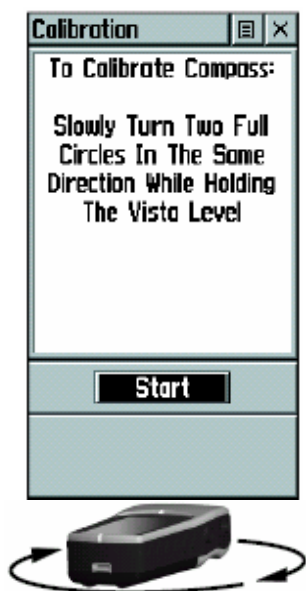 Calibration
To Calibrate Compass:
Slowly Turn Two Full
Circles In The Same
Direction While Holding
The Vista Level
Start